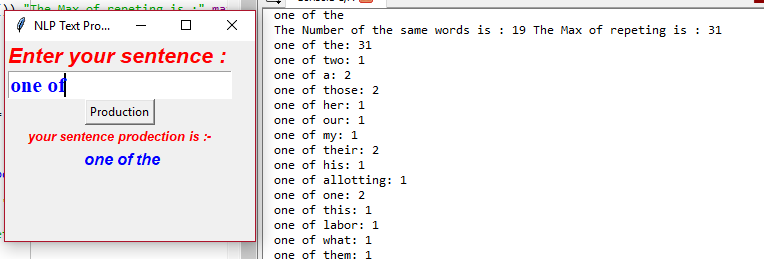 )) "The Max of repeting is :" ma
NLP Text Pro...
Enter your sentence :
one of
Production
your sentence prodection is :-
one of the
one of the
The Number of the same words is : 19 The Max of repeting is : 31
one of the: 31
one of two: 1
one of a: 2
one of those: 2
one of her: 1
one of our: 1
one of my: 1
one of their: 2
one of his: 1
one of allotting: 1
one of one: 2
one of this: 1
one of labor: 1
one of what: 1
one of them: 1